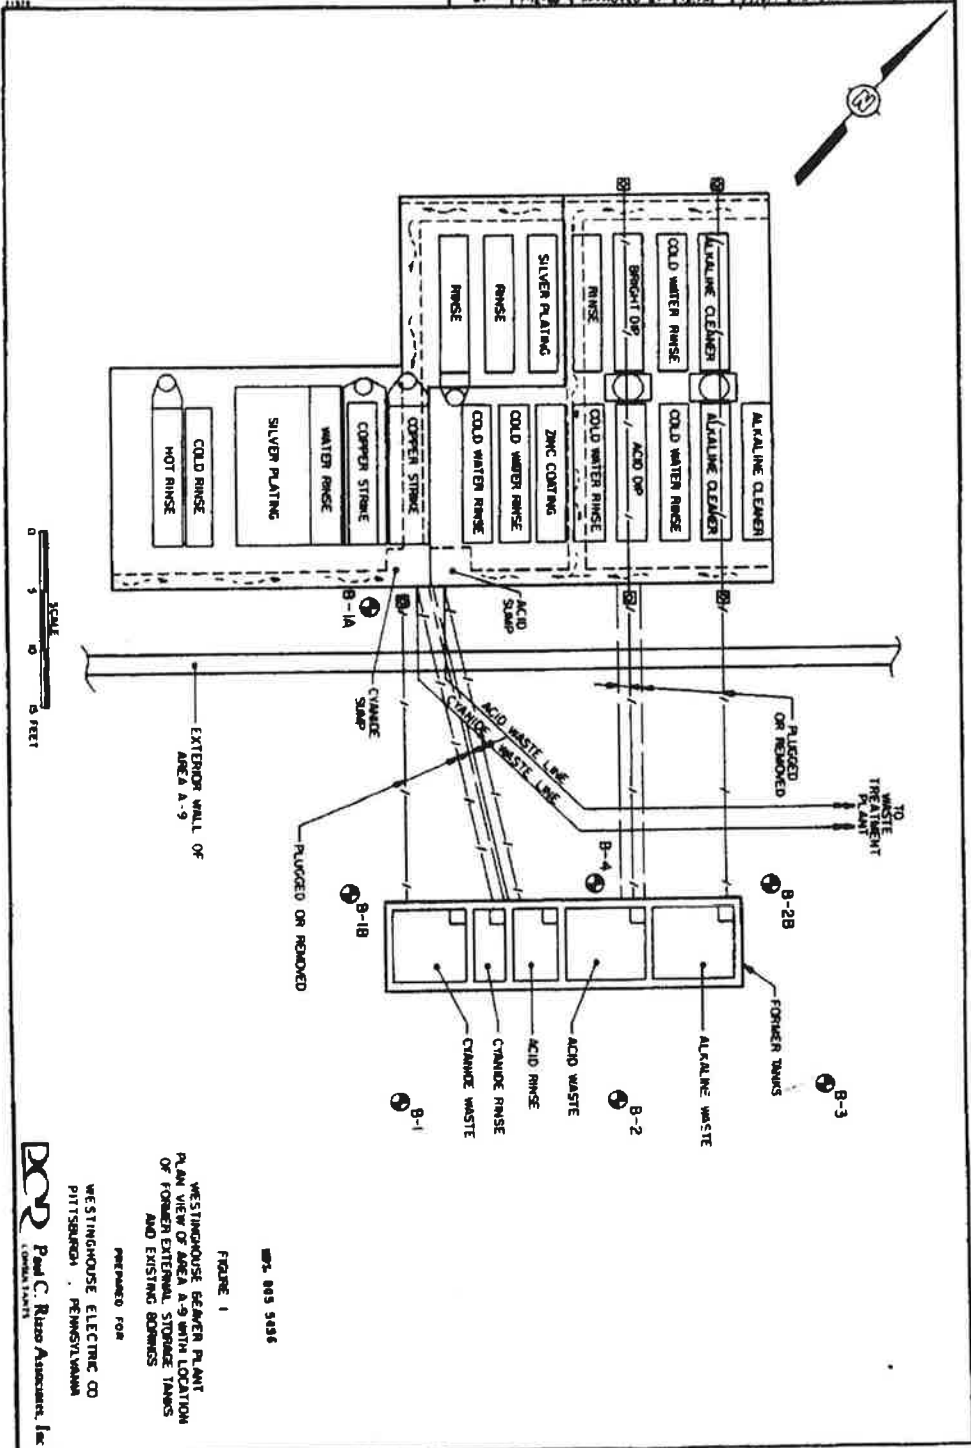 N
ALKALINE CLEANER
COLD WATER RINSE
BRIGHT DIP
RINSE
SILVER PLATING
RINSE
RINSE
ALKALINE CLEANER
ALKALINE CLEANER
COLD WATER RINSE
ACID DIP
COLD WATER RINSE
ZINC COATING
COLD WATER RINSE
COLD WATER RINSE
COPPER STRIKE
COPPER STRIKE
WATER RINSE
SILVER PLATING
COLD RINSE
HOT RINSE
ACID
SUMP
CYANIDE
SUMP
B-1A
EXTERIOR WALL OF
AREA A-9
PLUGGED
OR REMOVED
ACID WASTE LINE
CYANIDE WASTE LINE
TO
WASTE
TREATMENT
PLANT
PLUGGED OR REMOVED
B-4
B-2B
B-1B
FORMER TANKS
ALKALINE WASTE
ACID WASTE
ACID RINSE
CYANIDE RINSE
CYANIDE WASTE
B-3
B-2
B-1
0 5 10 15 FEET
SCALE
FIGURE 1
WESTINGHOUSE BEAVER PLANT
PLAN VIEW OF AREA A-9 WITH LOCATION
OF FORMER EXTERNAL STORAGE TANKS
AND EXISTING BORINGS
PREPARED FOR
WESTINGHOUSE ELECTRIC CO
PITTSBURGH , PENNSYLVANIA
Paul C. Rizzo Associates, Inc
CONSULTANTS